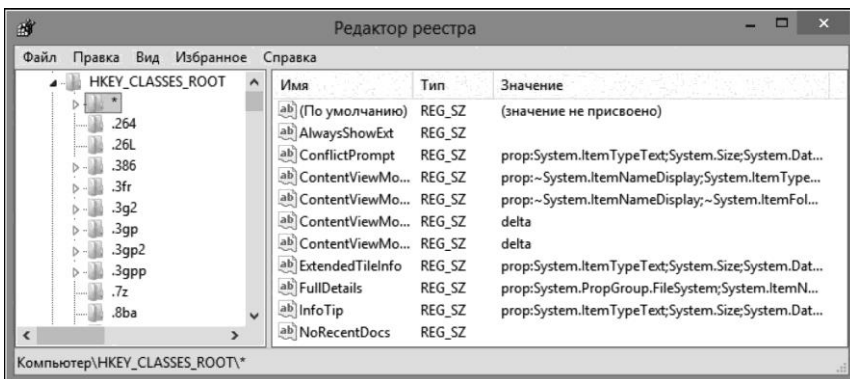 Редактор реестра
Файл Правка Вид Избранное Справка
HKEY_CLASSES_ROOT
*
.264
.26L
.386
.3fr
.3g2
.3gp
.3gp2
.3gpp
.7z
.8ba
Имя Тип Значение
(По умолчанию) REG_SZ (значение не присвоено)
AlwaysShowExt REG_SZ
ConflictPrompt REG_SZ prop:System.ItemTypeText;System.Size;System.Dat...
ContentViewMo... REG_SZ prop:~System.ItemNameDisplay;System.ItemType...
ContentViewMo... REG_SZ prop:~System.ItemNameDisplay;~System.ItemFol...
ContentViewMo... REG_SZ delta
ContentViewMo... REG_SZ delta
ExtendedTileInfo REG_SZ prop:System.ItemTypeText;System.Size;System.Dat...
FullDetails REG_SZ prop:System.PropGroup.FileSystem;System.ItemN...
InfoTip REG_SZ prop:System.ItemTypeText;System.Size;System.Dat...
NoRecentDocs REG_SZ
Компьютер\HKEY_CLASSES_ROOT\*